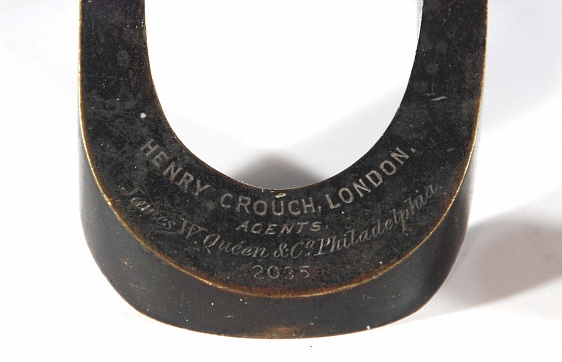 HENRY CROUCH, LONDON.
AGENTS,
James W. Queen & Co. Philadelphia.
2035